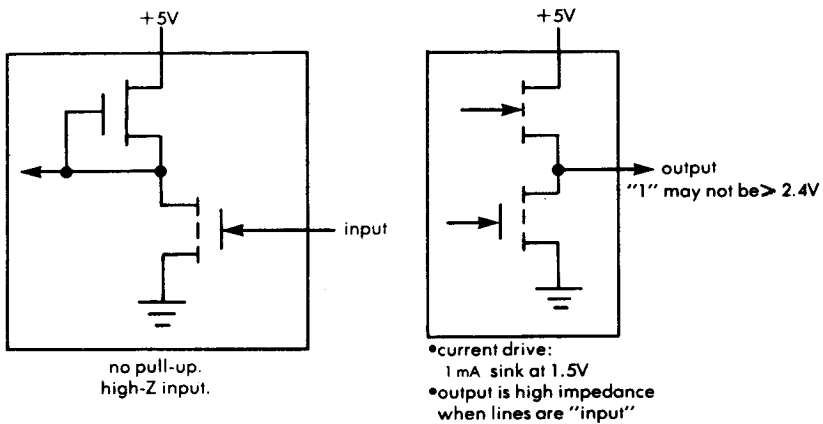 +5V
input
no pull-up.
high-Z input.
+5V
output
"1" may not be > 2.4V
•current drive:
1 mA sink at 1.5V
•output is high impedance
when lines are "input"